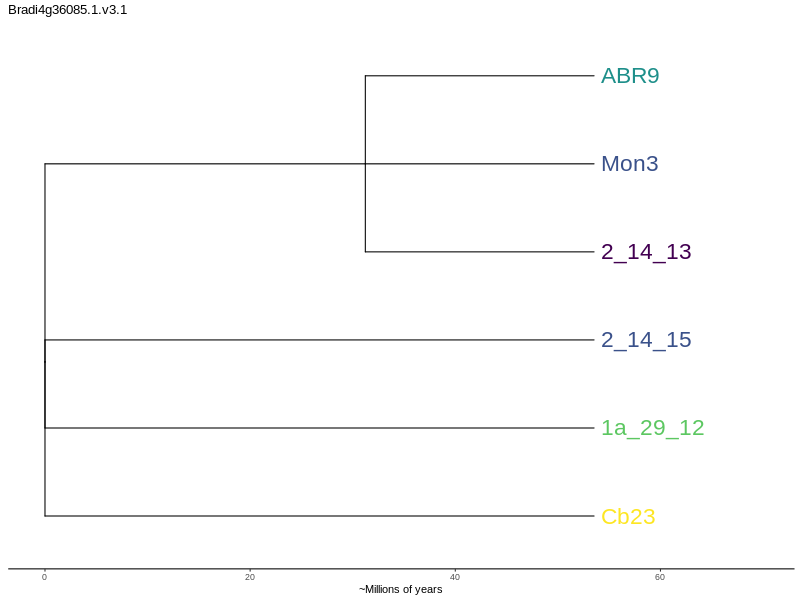 Bradi4g36085.1.v3.1
ABR9
Mon3
2_14_13
2_14_15
1a_29_12
Cb23
0 20 40 60
~Millions of years